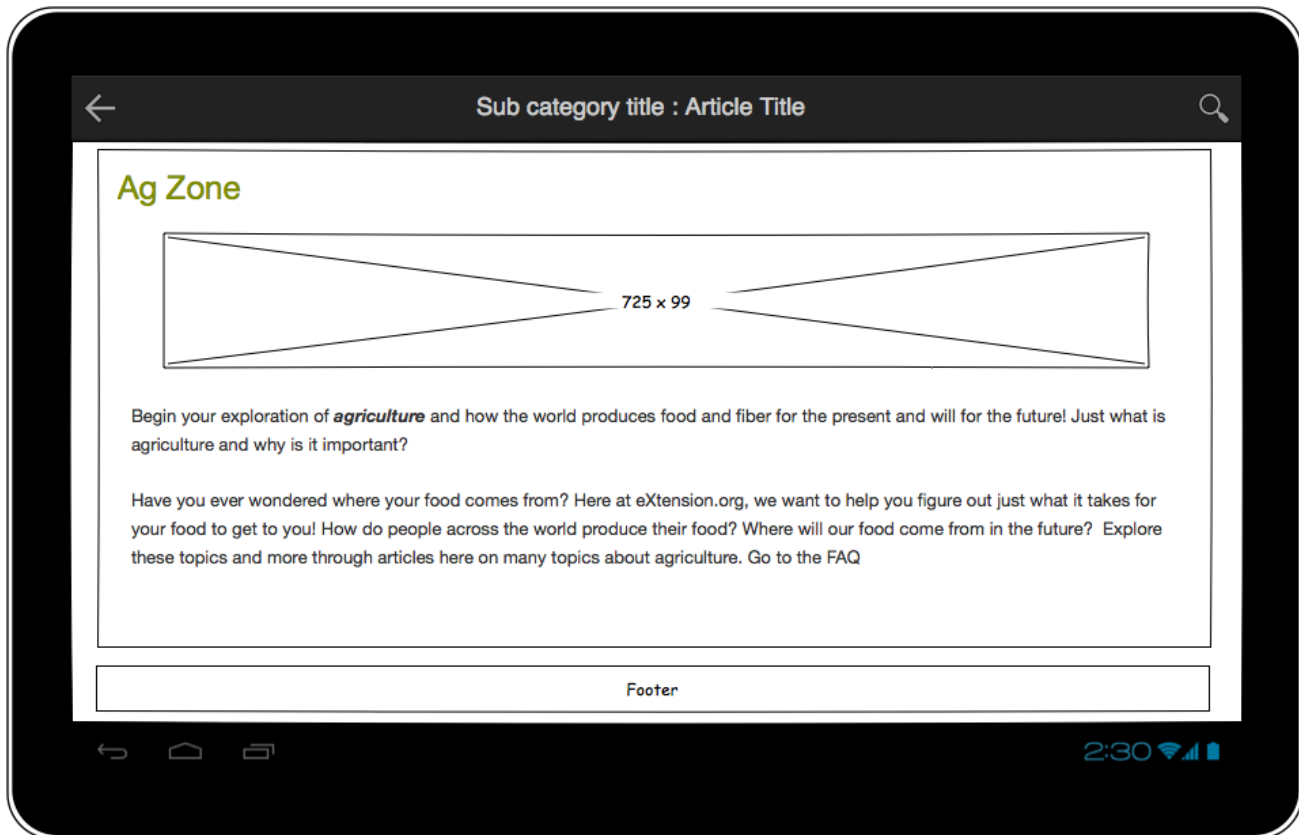 Sub category title : Article Title
Ag Zone
725 x 99
Begin your exploration of agriculture and how the world produces food and fiber for the present and will for the future! Just what is
agriculture and why is it important?
Have you ever wondered where your food comes from? Here at eXtension.org, we want to help you figure out just what it takes for
your food to get to you! How do people across the world produce their food? Where will our food come from in the future?  Explore
these topics and more through articles here on many topics about agriculture. Go to the FAQ
Footer
2:30